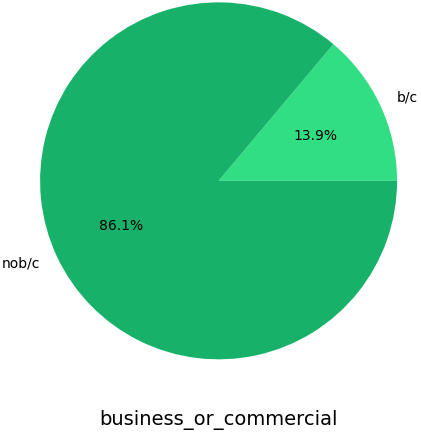 b/c
13.9%
86.1%
nob/c
business_or_commercial